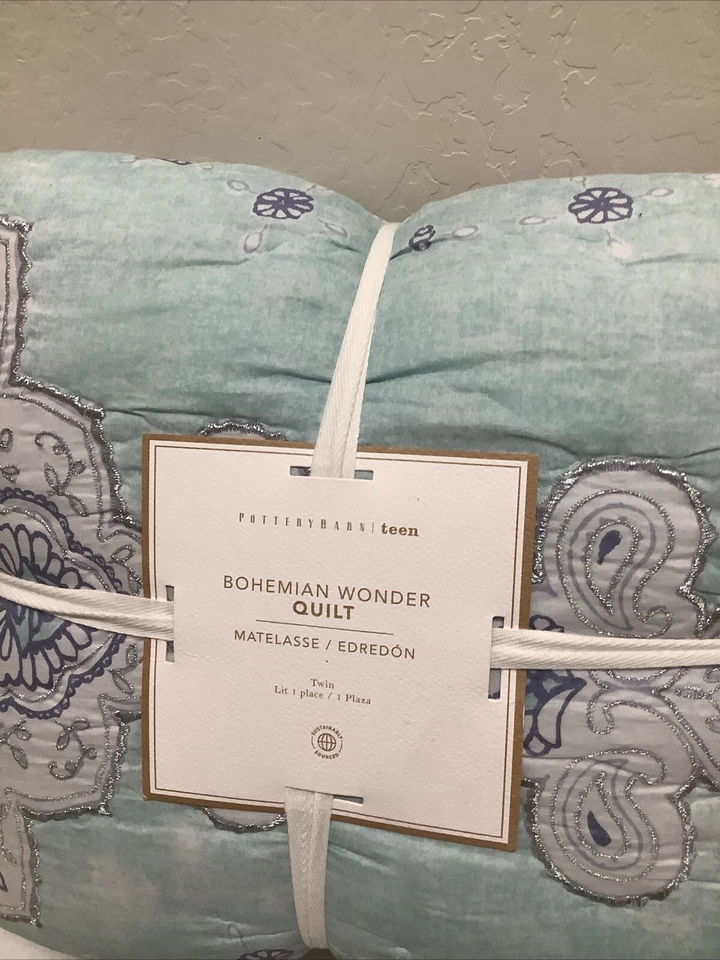 POTTERYBARN | teen
BOHEMIAN WONDER
QUILT
MATELASSE / EDREDÓN
Twin
Lit 1 place / 1 Plaza
SUSTAINABLY
SOURCED